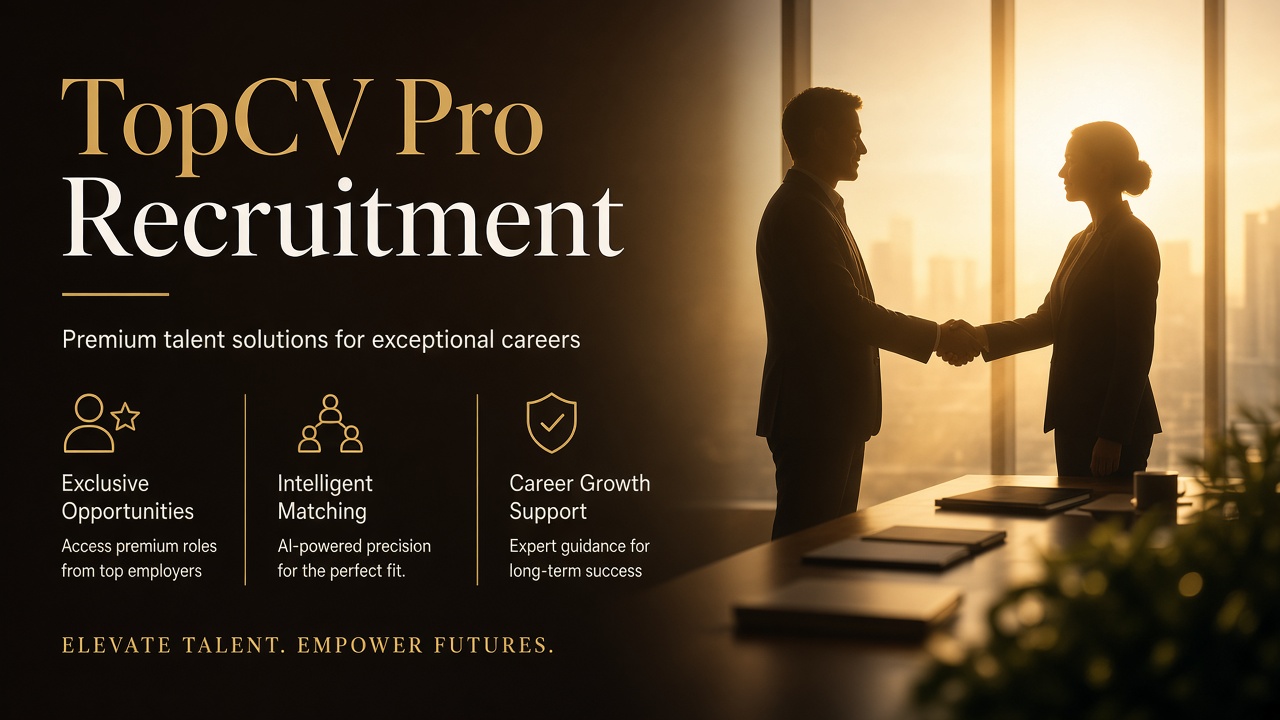 TopCV Pro
Recruitment
Premium talent solutions for exceptional careers
Exclusive
Opportunities
Access premium roles
from top employers
Intelligent
Matching
AI-powered precision
for the perfect fit.
Career Growth
Support
Expert guidance for
long-term success
ELEVATE TALENT. EMPOWER FUTURES.